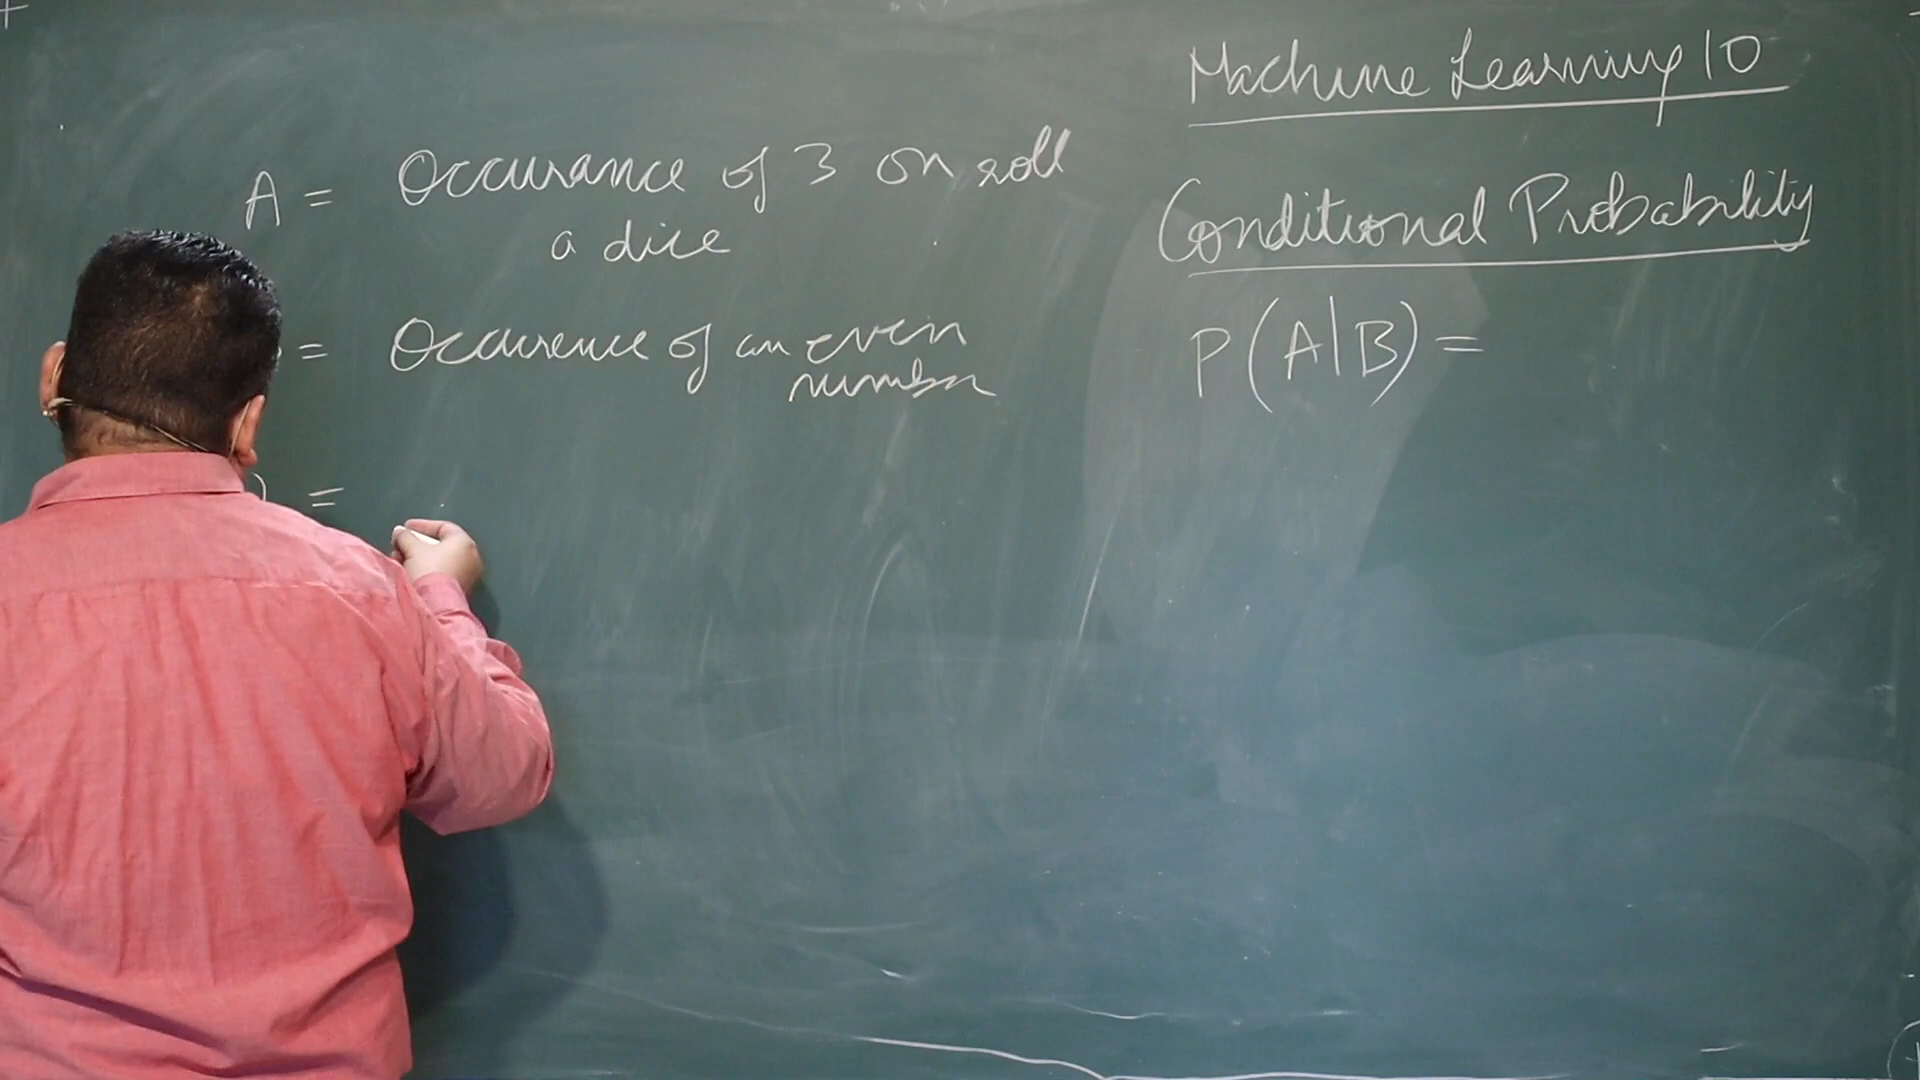 Machine Learning 10
A = Occurance of 3 on roll
a dice
Conditional Probability
= Occurence of an even
number
P(A|B) =
) =